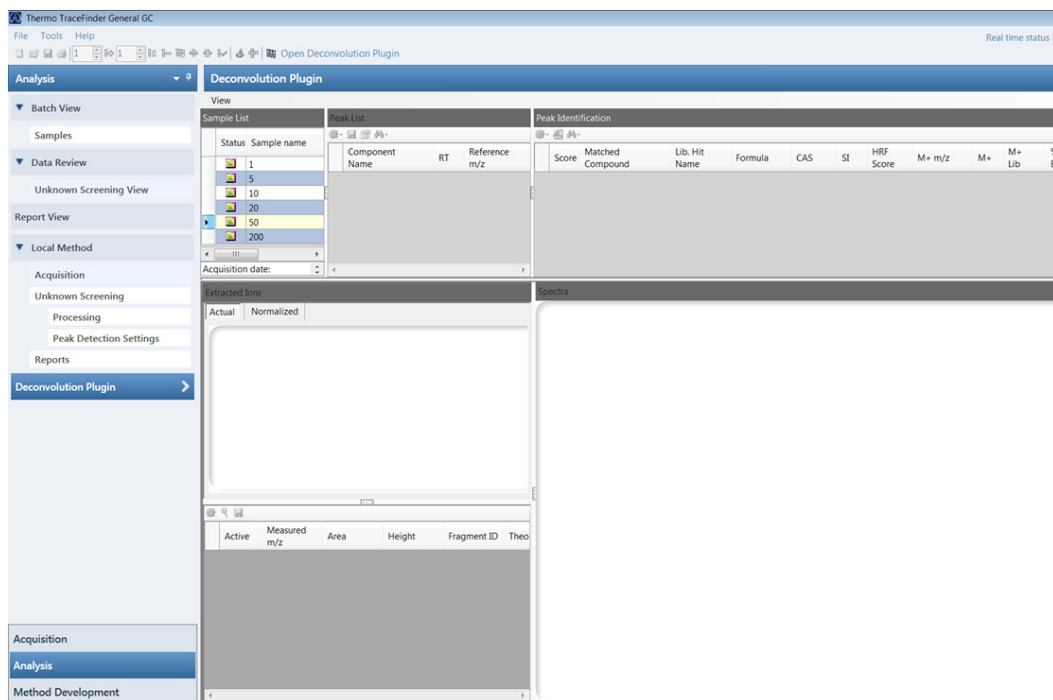 Thermo TraceFinder General GC
File Tools Help
Real time status
1 1 Open Deconvolution Plugin
Analysis
Batch View
Samples
Data Review
Unknown Screening View
Report View
Local Method
Acquisition
Unknown Screening
Processing
Peak Detection Settings
Reports
Deconvolution Plugin
Acquisition
Analysis
Method Development
Deconvolution Plugin
View
Sample List
Status Sample name
1
5
10
20
50
200
Acquisition date:
Peak List
Component Name RT Reference m/z
Peak Identification
Score Matched Compound Lib. Hit Name Formula CAS SI HRF Score M+ m/z M+ M+ Lib
Extracted Ions
Actual Normalized
Active Measured m/z Area Height Fragment ID Theo
Spectra